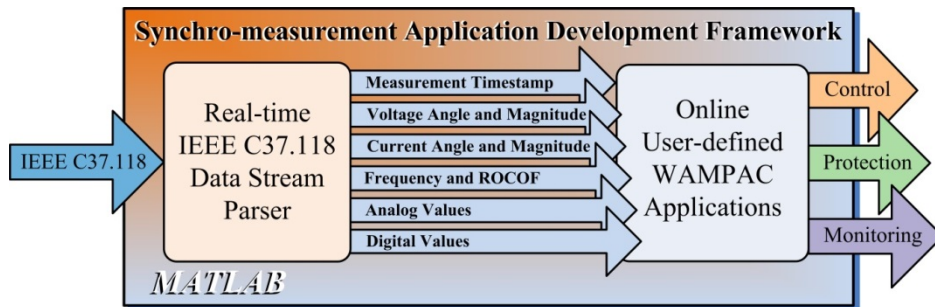 Synchro-measurement Application Development Framework
IEEE C37.118
Real-time
IEEE C37.118
Data Stream
Parser
Measurement Timestamp
Voltage Angle and Magnitude
Current Angle and Magnitude
Frequency and ROCOF
Analog Values
Digital Values
Online
User-defined
WAMPAC
Applications
Control
Protection
Monitoring
MATLAB